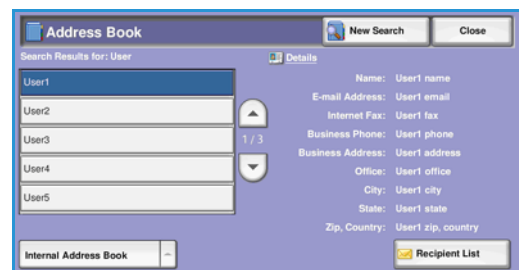 Address Book
New Search
Close
Search Results for: User
Details
User1
User2
User3
User4
User5
1 / 3
Name: User1 name
E-mail Address: User1 email
Internet Fax: User1 fax
Business Phone: User1 phone
Business Address: User1 address
Office: User1 office
City: User1 city
State: User1 state
Zip, Country: User1 zip, country
Internal Address Book
Recipient List